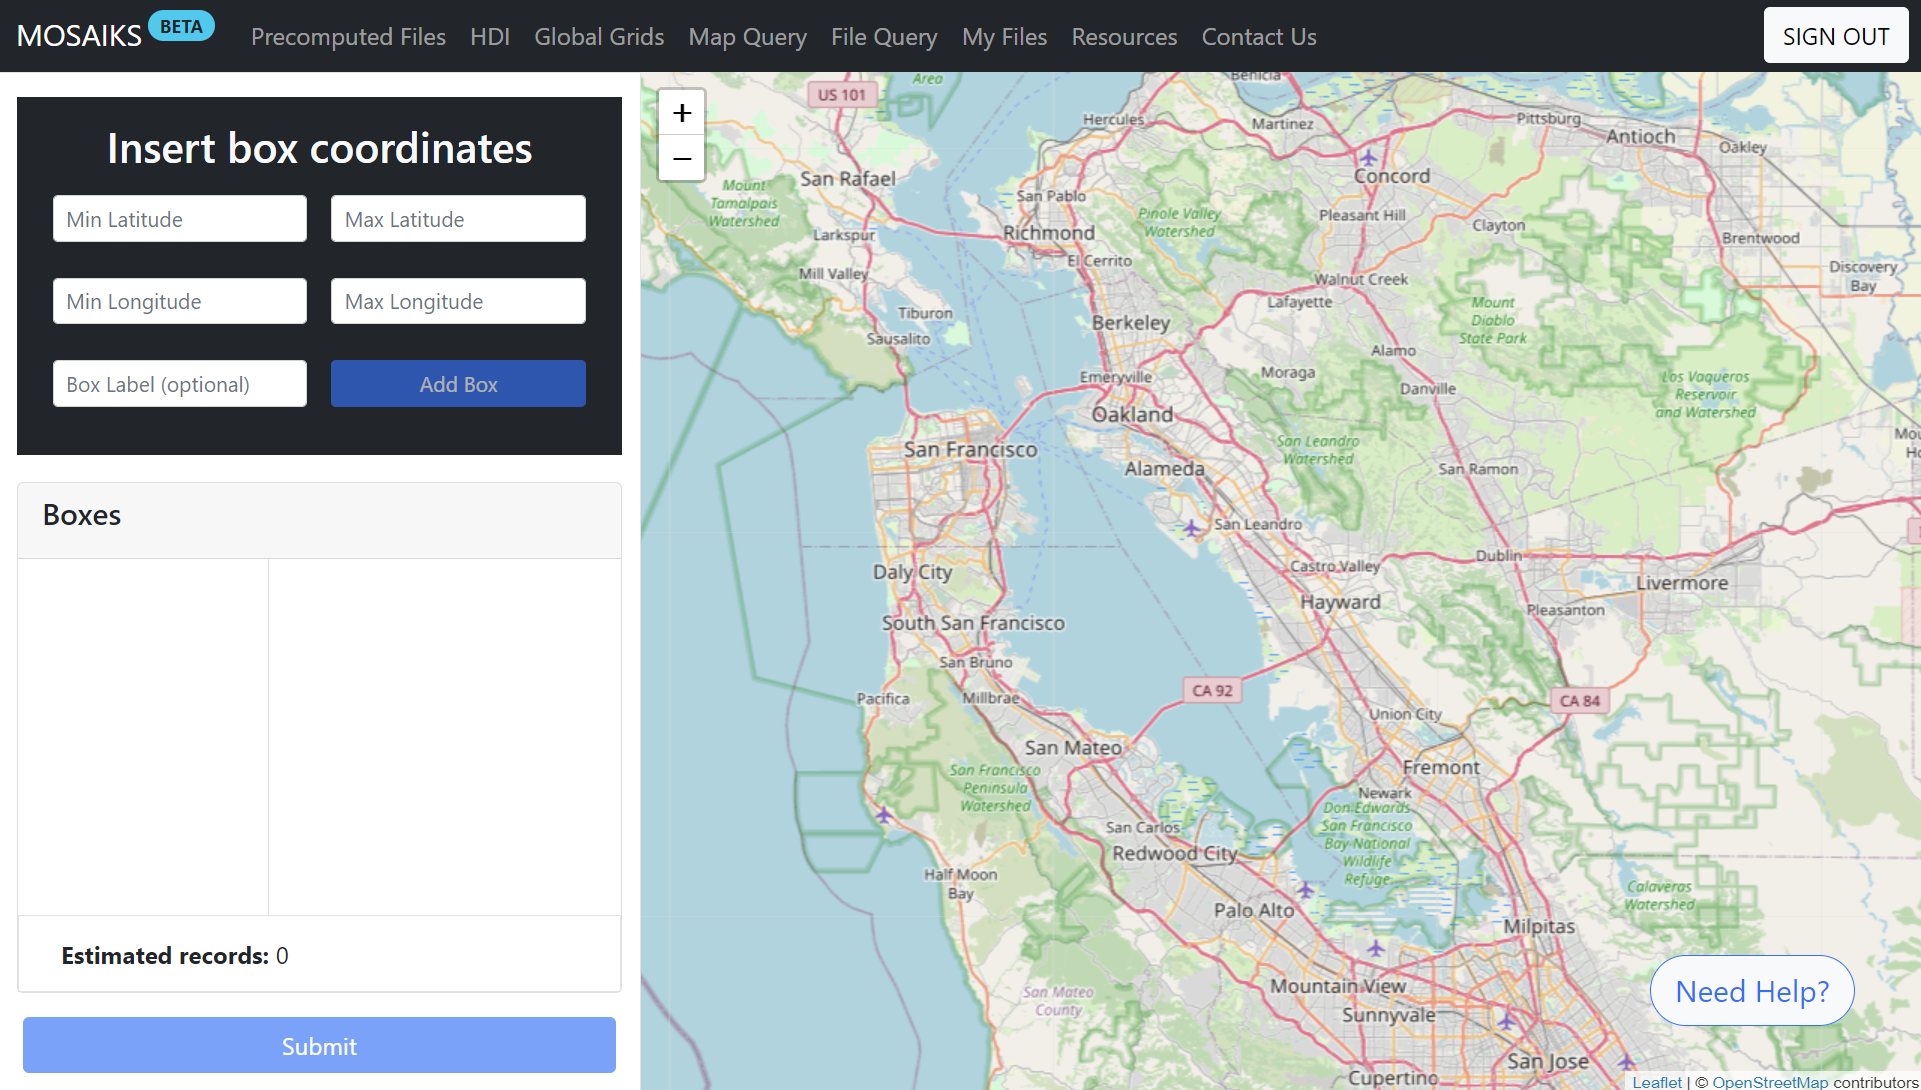 MOSAIKS BETA Precomputed Files HDI Global Grids Map Query File Query My Files Resources Contact Us SIGN OUT
Insert box coordinates
Min Latitude Max Latitude
Min Longitude Max Longitude
Box Label (optional) Add Box
Boxes
Estimated records: 0
Submit
+
−
Area
US 101
Benicia
Hercules
Martinez
Pittsburg
Antioch
Oakley
San Rafael
Mount
Tamalpais
Watershed
San Pablo
Concord
Pinole Valley
Watershed
Pleasant Hill
Clayton
Larkspur
Richmond
Brentwood
El Cerrito
Mill Valley
Walnut Creek
Discovery
Bay
Lafayette
Tiburon
Sausalito
Berkeley
Mount
Diablo
State Park
Alamo
Emeryville
Moraga
Danville
Los Vaqueros
Reservoir
and Watershed
Oakland
San Francisco
San Leandro
Watershed
Alameda
San Ramon
San Leandro
Daly City
Castro Valley
Dublin
Livermore
Hayward
Pleasanton
South San Francisco
San Bruno
Pacifica
Millbrae
CA 92
CA 84
Union City
San Mateo
Fremont
San Francisco
Peninsula
Watershed
Newark
Don Edwards
San Francisco
Bay National
Wildlife
Refuge
San Carlos
Redwood City
Half Moon
Bay
Palo Alto
Calaveras
Watershed
Milpitas
San Mateo
County
Mountain View
Sunnyvale
San Jose
Cupertino
Need Help?
Leaflet | © OpenStreetMap contributors